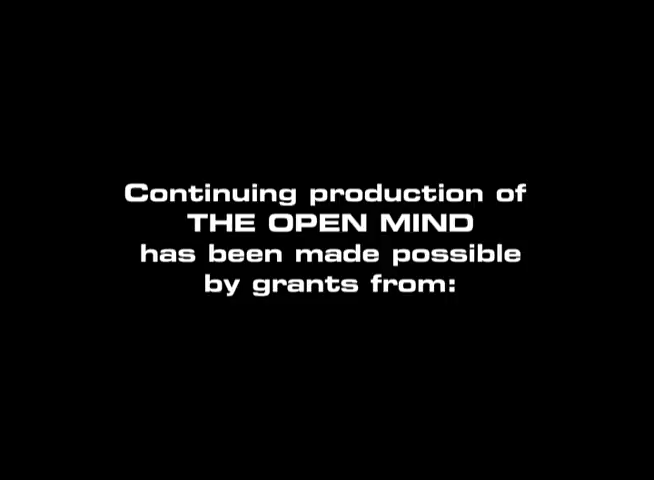 Continuing production of
THE OPEN MIND
has been made possible
by grants from: